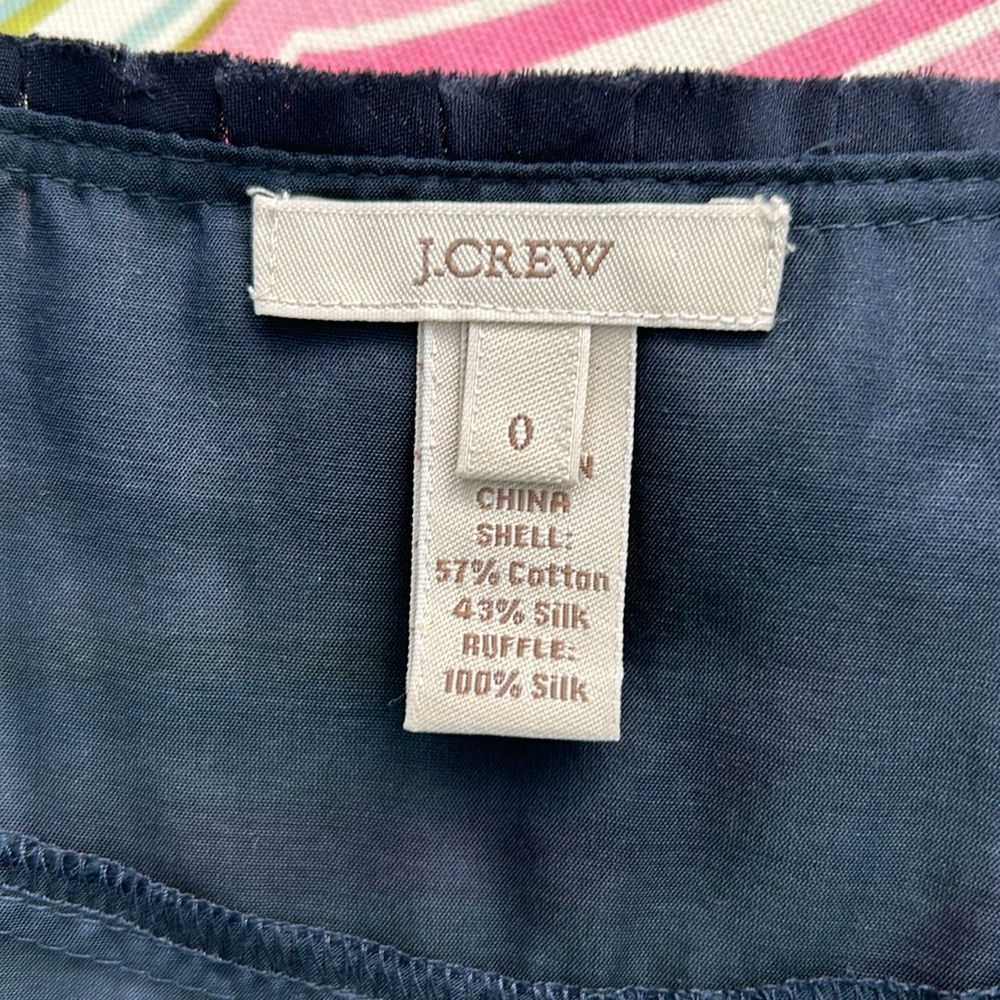 J.CREW
0
N
CHINA
SHELL:
57% Cotton
43% Silk
RUFFLE:
100% Silk